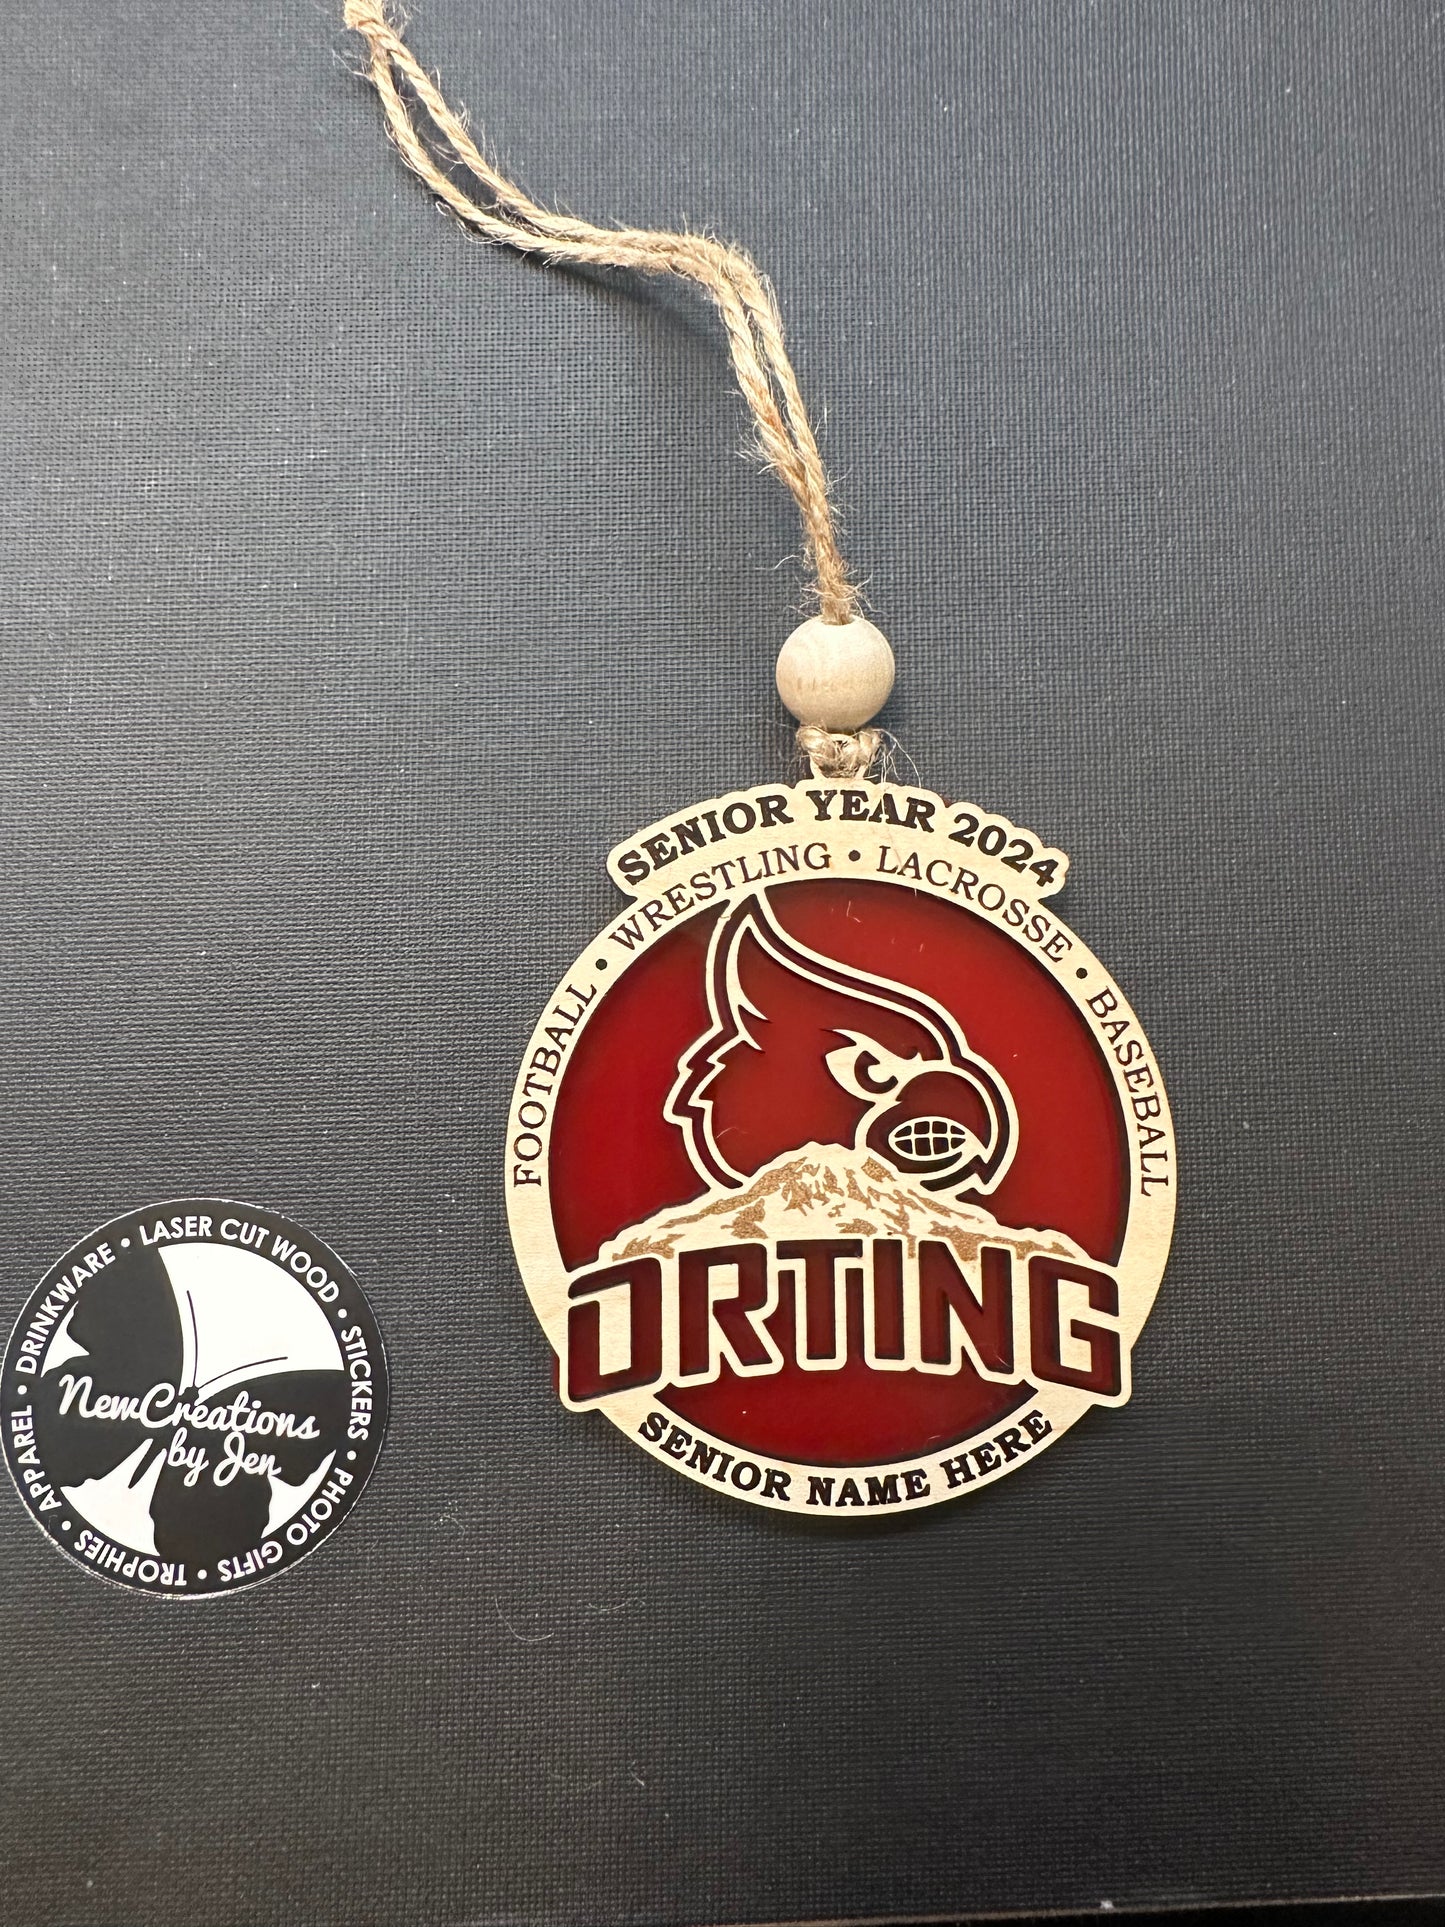 SENIOR YEAR 2024
FOOTBALL • WRESTLING • LACROSSE • BASEBALL
ORTING
SENIOR NAME HERE
APPAREL • DRINKWARE • LASER CUT WOOD • STICKERS • PHOTO GIFTS • TROPHIES •
NewCreations
by Jen